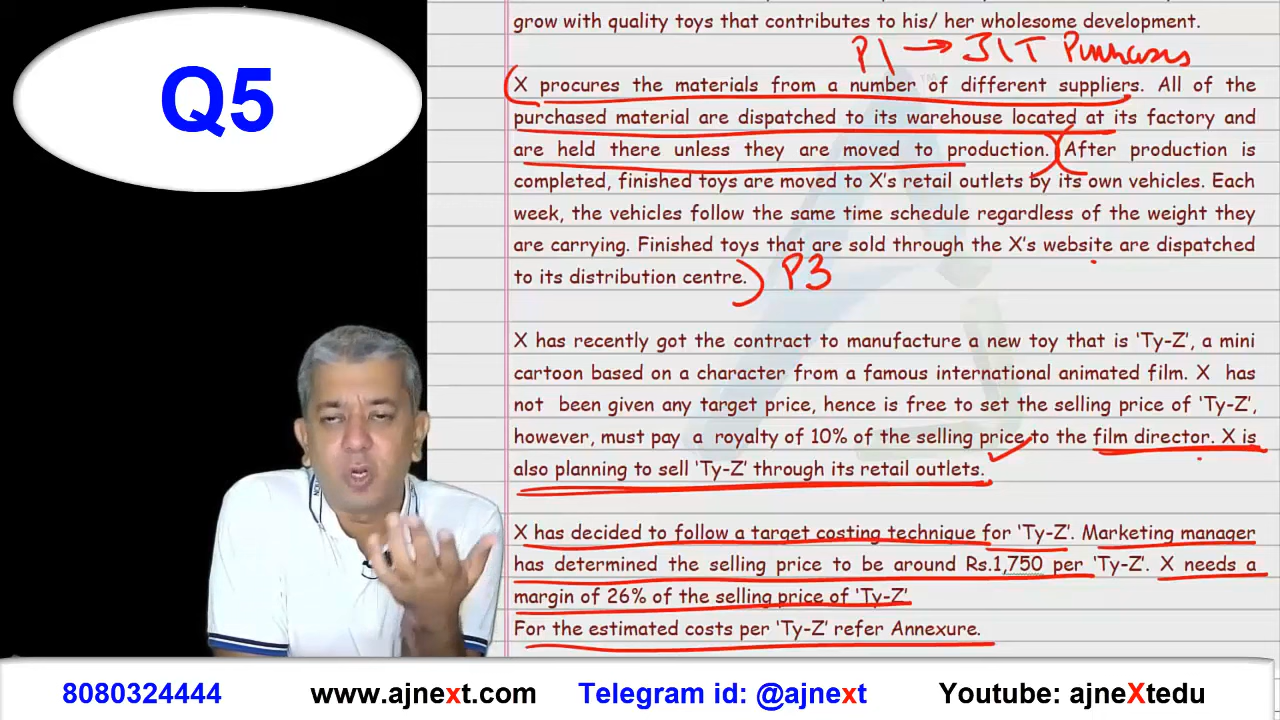 Q5
grow with quality toys that contributes to his/ her wholesome development.
P1 → JIT Purchases
X procures the materials from a number of different suppliers. All of the
purchased material are dispatched to its warehouse located at its factory and
are held there unless they are moved to production. After production is
completed, finished toys are moved to X's retail outlets by its own vehicles. Each
week, the vehicles follow the same time schedule regardless of the weight they
are carrying. Finished toys that are sold through the X's website are dispatched
to its distribution centre. P3
X has recently got the contract to manufacture a new toy that is 'Ty-Z', a mini
cartoon based on a character from a famous international animated film. X has
not been given any target price, hence is free to set the selling price of 'Ty-Z',
however, must pay a royalty of 10% of the selling price to the film director. X is
also planning to sell 'Ty-Z' through its retail outlets.
X has decided to follow a target costing technique for 'Ty-Z'. Marketing manager
has determined the selling price to be around Rs.1,750 per 'Ty-Z'. X needs a
margin of 26% of the selling price of 'Ty-Z'
For the estimated costs per 'Ty-Z' refer Annexure.
8080324444 www.ajnext.com Telegram id: @ajnext Youtube: ajneXtedu